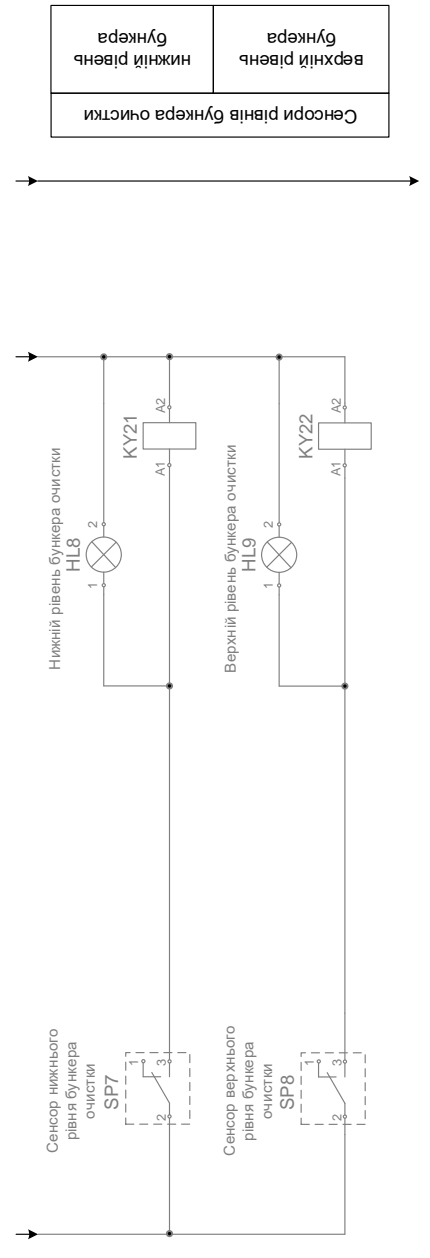 Сенсори рівнів бункера очистки
верхній рівень
бункера
нижній рівень
бункера
Нижній рівень бункера очистки
HL8
1
2
KY21
A1
A2
Верхній рівень бункера очистки
HL9
1
2
KY22
A1
A2
Сенсор нижнього
рівня бункера
очистки
SP7
1
2
3
Сенсор верхнього
рівня бункера
очистки
SP8
1
2
3